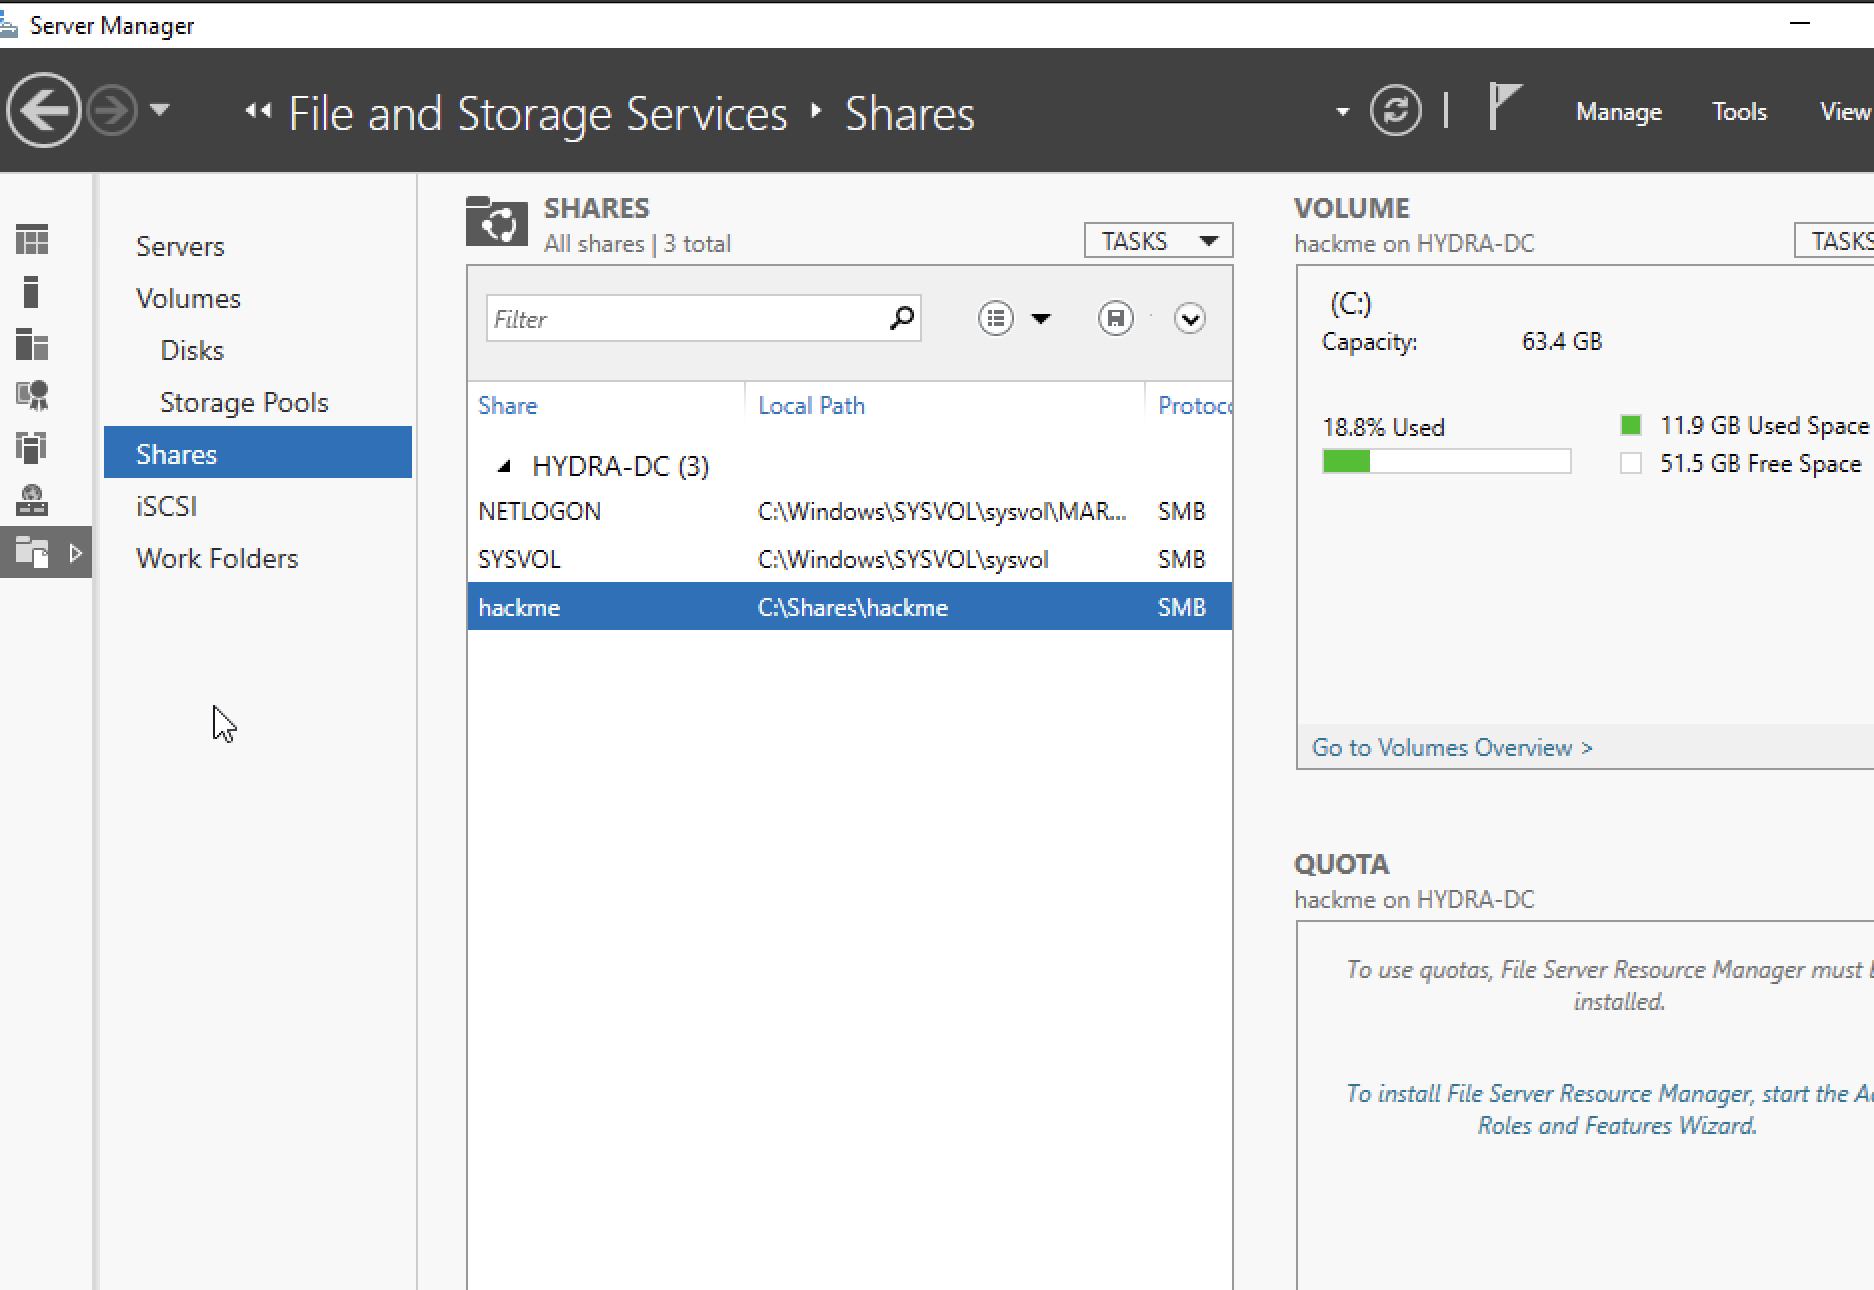 Server Manager
File and Storage Services Shares
Manage Tools View
Servers
Volumes
Disks
Storage Pools
Shares
iSCSI
Work Folders
SHARES
All shares | 3 total
TASKS
Filter
Share Local Path Protoc
HYDRA-DC (3)
NETLOGON C:\Windows\SYSVOL\sysvol\MAR... SMB
SYSVOL C:\Windows\SYSVOL\sysvol SMB
hackme C:\Shares\hackme SMB
VOLUME
hackme on HYDRA-DC
TASKS
(C:)
Capacity: 63.4 GB
18.8% Used
11.9 GB Used Space
51.5 GB Free Space
Go to Volumes Overview >
QUOTA
hackme on HYDRA-DC
To use quotas, File Server Resource Manager must
installed.
To install File Server Resource Manager, start the
Roles and Features Wizard.